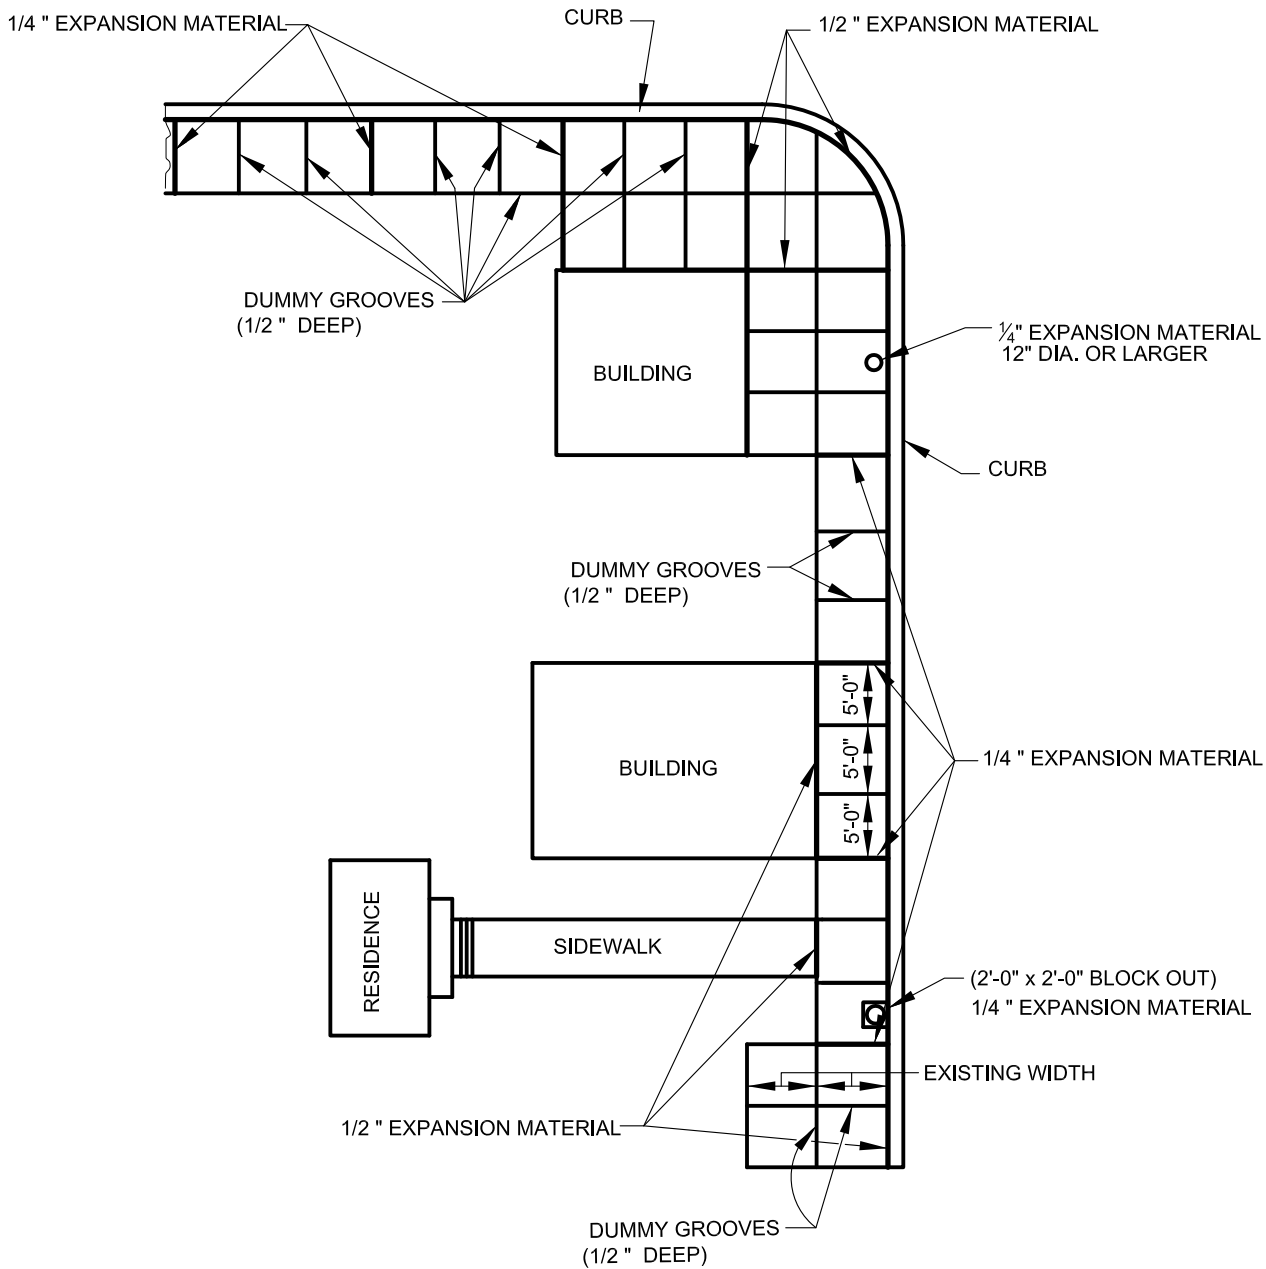 1/4 " EXPANSION MATERIAL
CURB
1/2 " EXPANSION MATERIAL
DUMMY GROOVES
(1/2 " DEEP)
¼" EXPANSION MATERIAL
12" DIA. OR LARGER
BUILDING
CURB
DUMMY GROOVES
(1/2 " DEEP)
5'-0"
5'-0"
5'-0"
BUILDING
1/4 " EXPANSION MATERIAL
RESIDENCE
SIDEWALK
(2'-0" x 2'-0" BLOCK OUT)
1/4 " EXPANSION MATERIAL
EXISTING WIDTH
1/2 " EXPANSION MATERIAL
DUMMY GROOVES
(1/2 " DEEP)